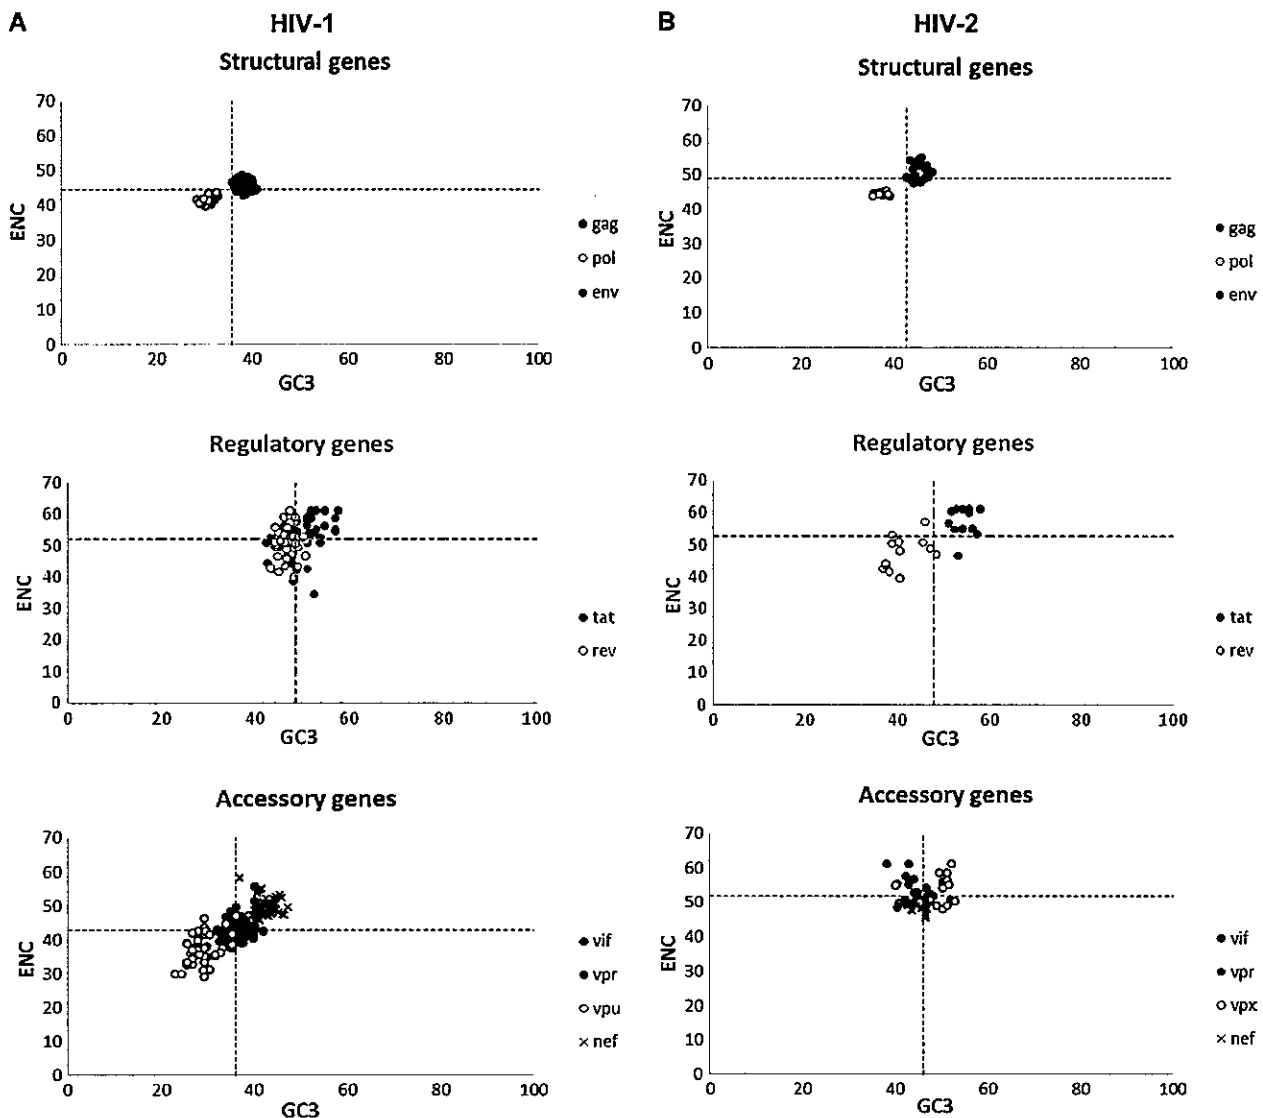 A
HIV-1
Structural genes
70
60
50
40
30
20
10
0
ENC
0 20 40 60 80 100
GC3
gag
pol
env
Regulatory genes
70
60
50
40
30
20
10
0
ENC
0 20 40 60 80 100
GC3
tat
rev
Accessory genes
70
60
50
40
30
20
10
0
ENC
0 20 40 60 80 100
GC3
vif
vpr
vpu
nef
B
HIV-2
Structural genes
70
60
50
40
30
20
10
0
ENC
0 20 40 60 80 100
GC3
gag
pol
env
Regulatory genes
70
60
50
40
30
20
10
0
ENC
0 20 40 60 80 100
GC3
tat
rev
Accessory genes
70
60
50
40
30
20
10
0
ENC
0 20 40 60 80 100
GC3
vif
vpr
vpx
nef